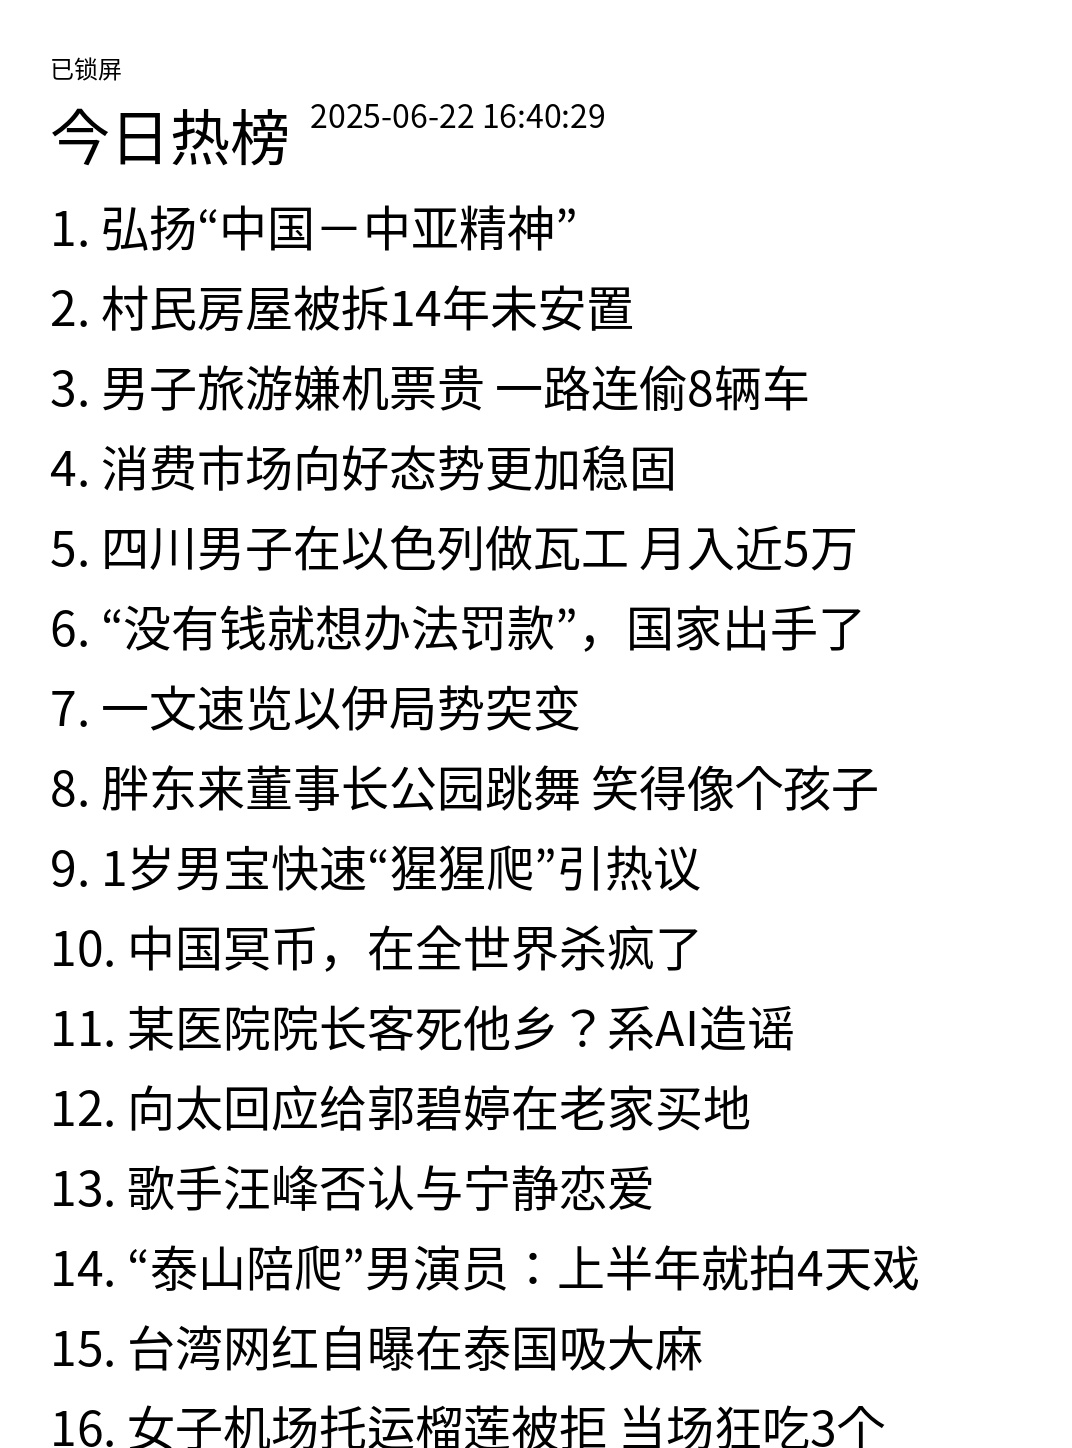 已锁屏
今日热榜 2025-06-22 16:40:29
1. 弘扬“中国－中亚精神”
2. 村民房屋被拆14年未安置
3. 男子旅游嫌机票贵 一路连偷8辆车
4. 消费市场向好态势更加稳固
5. 四川男子在以色列做瓦工 月入近5万
6. “没有钱就想办法罚款”，国家出手了
7. 一文速览以伊局势突变
8. 胖东来董事长公园跳舞 笑得像个孩子
9. 1岁男宝快速“猩猩爬”引热议
10. 中国冥币，在全世界杀疯了
11. 某医院院长客死他乡？系AI造谣
12. 向太回应给郭碧婷在老家买地
13. 歌手汪峰否认与宁静恋爱
14. “泰山陪爬”男演员：上半年就拍4天戏
15. 台湾网红自曝在泰国吸大麻
16. 女子机场托运榴莲被拒 当场狂吃3个